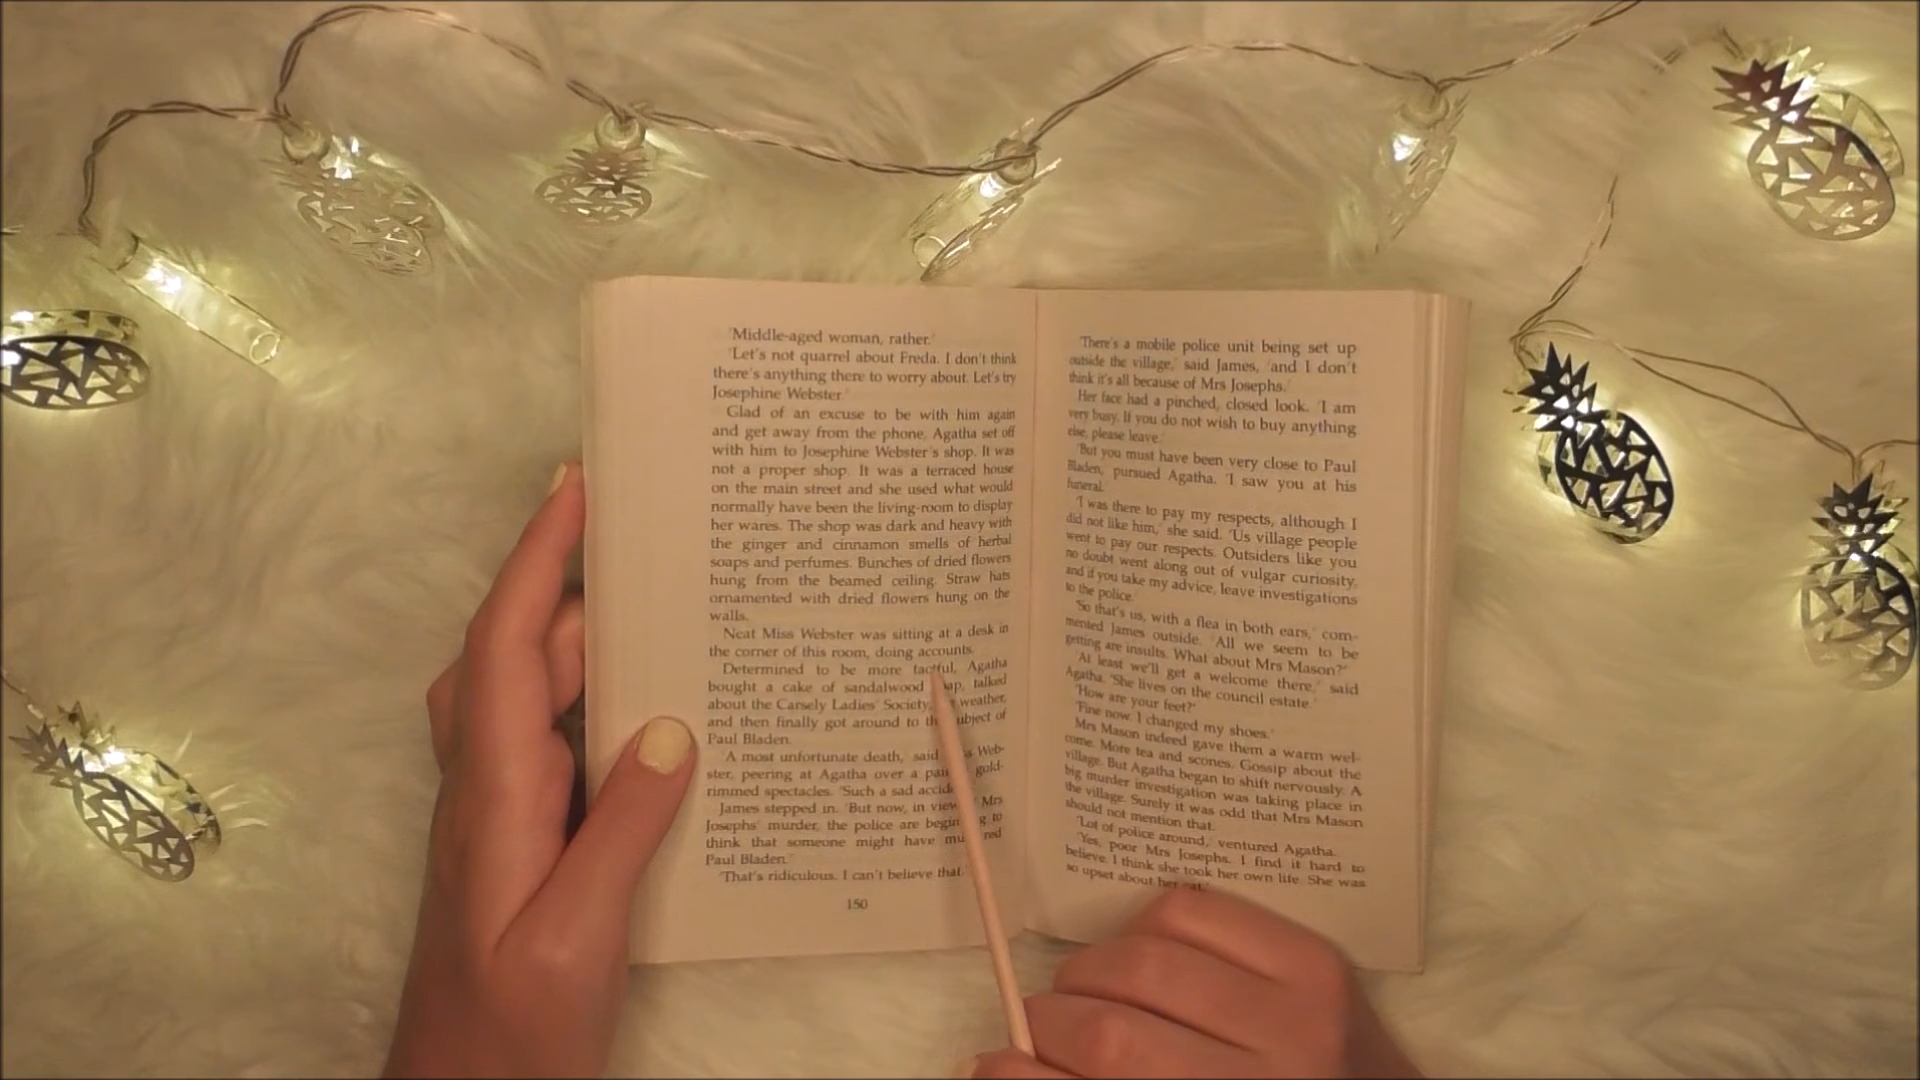 'Middle-aged woman, rather.'
'Let's not quarrel about Freda. I don't think
there's anything there to worry about. Let's try
Josephine Webster.'
Glad of an excuse to be with him again
and get away from the phone, Agatha set off
with him to Josephine Webster's shop. It was
not a proper shop. It was a terraced house
on the main street and she used what would
normally have been the living-room to display
her wares. The shop was dark and heavy with
the ginger and cinnamon smells of herbal
soaps and perfumes. Bunches of dried flowers
hung from the beamed ceiling. Straw hats
ornamented with dried flowers hung on the
walls.
Neat Miss Webster was sitting at a desk in
the corner of this room, doing accounts.
Determined to be more tactful, Agatha
bought a cake of sandalwood talked
about the Carsely Ladies' Society, weather,
and then finally got around to subject of
Paul Bladen.
'A most unfortunate death,' said Web-
ster, peering at Agatha over a gold-
rimmed spectacles. 'Such a sad
James stepped in. 'But now, in view Mrs
Josephs' murder, the police are to
think that someone might have
Paul Bladen.'
'That's ridiculous. I can't believe that.'
150
'There's a mobile police unit being set up
outside the village,' said James, 'and I don't
think it's all because of Mrs Josephs.'
Her face had a pinched, closed look. 'I am
very busy. If you do not wish to buy anything
else, please leave.'
'But you must have been very close to Paul
Bladen,' pursued Agatha. 'I saw you at his
funeral.'
'I was there to pay my respects, although I
did not like him,' she said. 'Us village people
went to pay our respects. Outsiders like you
no doubt went along out of vulgar curiosity,
and if you take my advice, leave investigations
to the police.'
'So that's us, with a flea in both ears,' com-
mented James outside. 'All we seem to be
getting are insults. What about Mrs Mason?'
'At least we'll get a welcome there,' said
Agatha. 'She lives on the council estate.'
'How are your feet?'
'Fine now. I changed my shoes.'
Mrs Mason indeed gave them a warm wel-
come. More tea and scones. Gossip about the
village. But Agatha began to shift nervously. A
big murder investigation was taking place in
the village. Surely it was odd that Mrs Mason
should not mention that.
'Lot of police around,' ventured Agatha.
'Yes, poor Mrs Josephs. I find it hard to
believe. I think she took her own life. She was
so upset about her cat.'